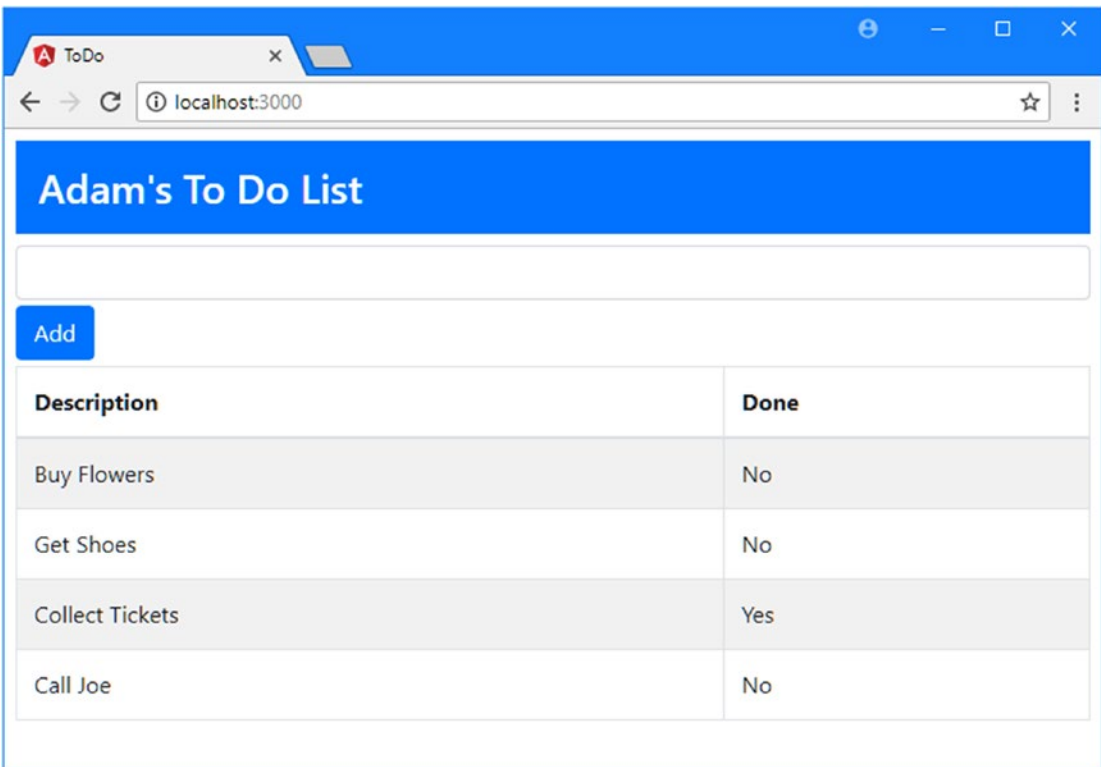 ToDo
localhost:3000
Adam's To Do List
Add
Description Done
Buy Flowers No
Get Shoes No
Collect Tickets Yes
Call Joe No